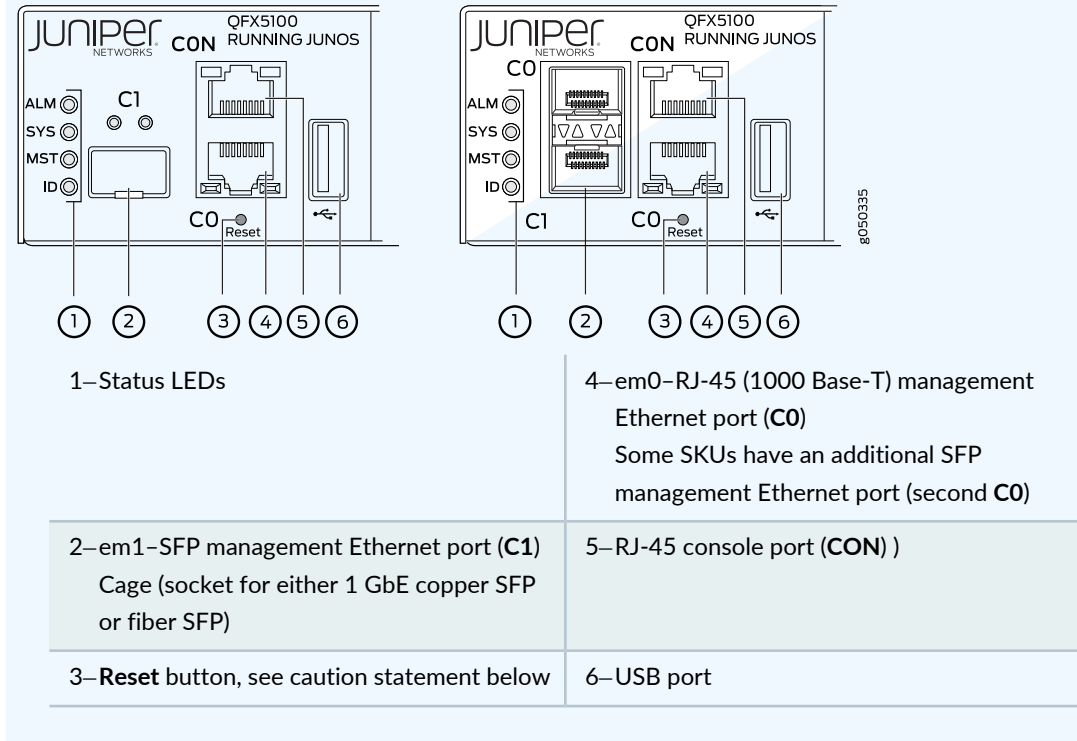 JUNIPER
NETWORKS
CON
QFX5100
RUNNING JUNOS
ALM
SYS
MST
ID
C1
C0
Reset
1
2
3
4
5
6
JUNIPER
NETWORKS
CON
QFX5100
RUNNING JUNOS
C0
ALM
SYS
MST
ID
C1
C0
Reset
g050335
1
2
3
4
5
6
1–Status LEDs
4–em0–RJ-45 (1000 Base-T) management
Ethernet port (C0)
Some SKUs have an additional SFP
management Ethernet port (second C0)
2–em1–SFP management Ethernet port (C1)
Cage (socket for either 1 GbE copper SFP
or fiber SFP)
5–RJ-45 console port (CON) )
3–Reset button, see caution statement below
6–USB port